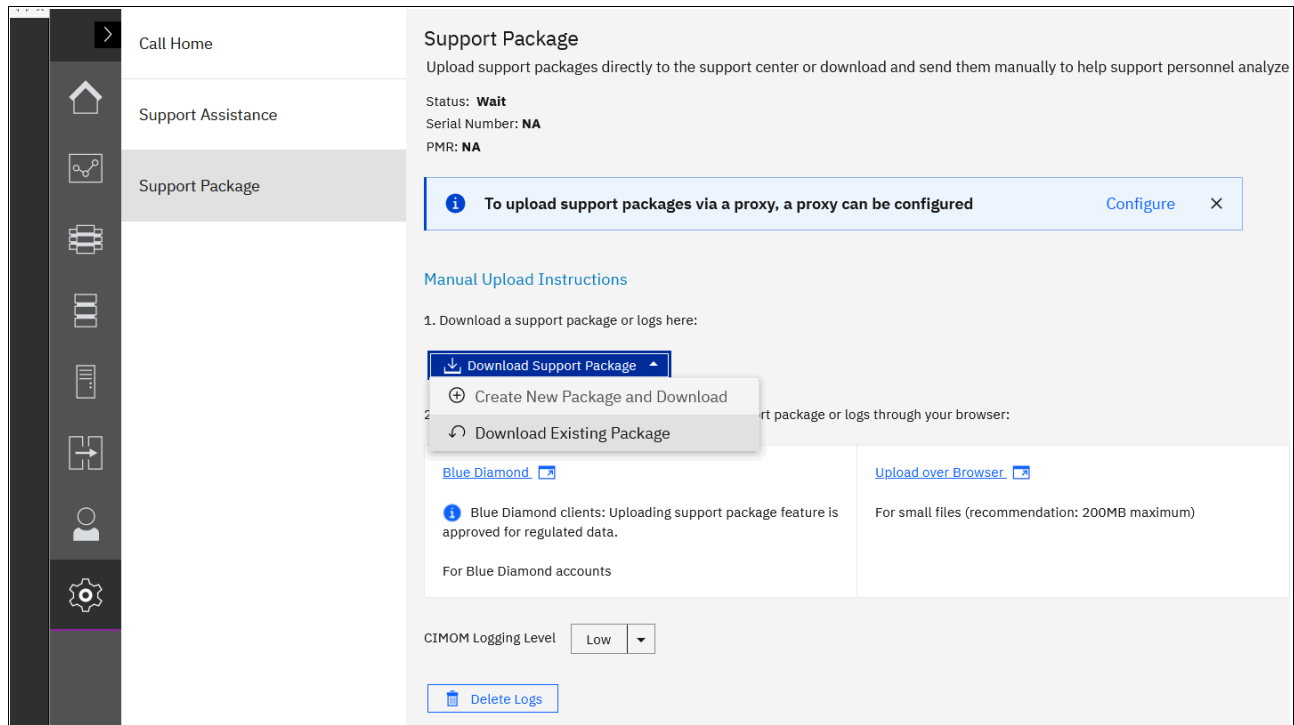 Call Home
Support Assistance
Support Package
Support Package
Upload support packages directly to the support center or download and send them manually to help support personnel analyze
Status: Wait
Serial Number: NA
PMR: NA
To upload support packages via a proxy, a proxy can be configured
Configure
Manual Upload Instructions
1. Download a support package or logs here:
Download Support Package
Create New Package and Download
Download Existing Package
package or logs through your browser:
Blue Diamond
Blue Diamond clients: Uploading support package feature is
approved for regulated data.
For Blue Diamond accounts
Upload over Browser
For small files (recommendation: 200MB maximum)
CIMOM Logging Level
Low
Delete Logs